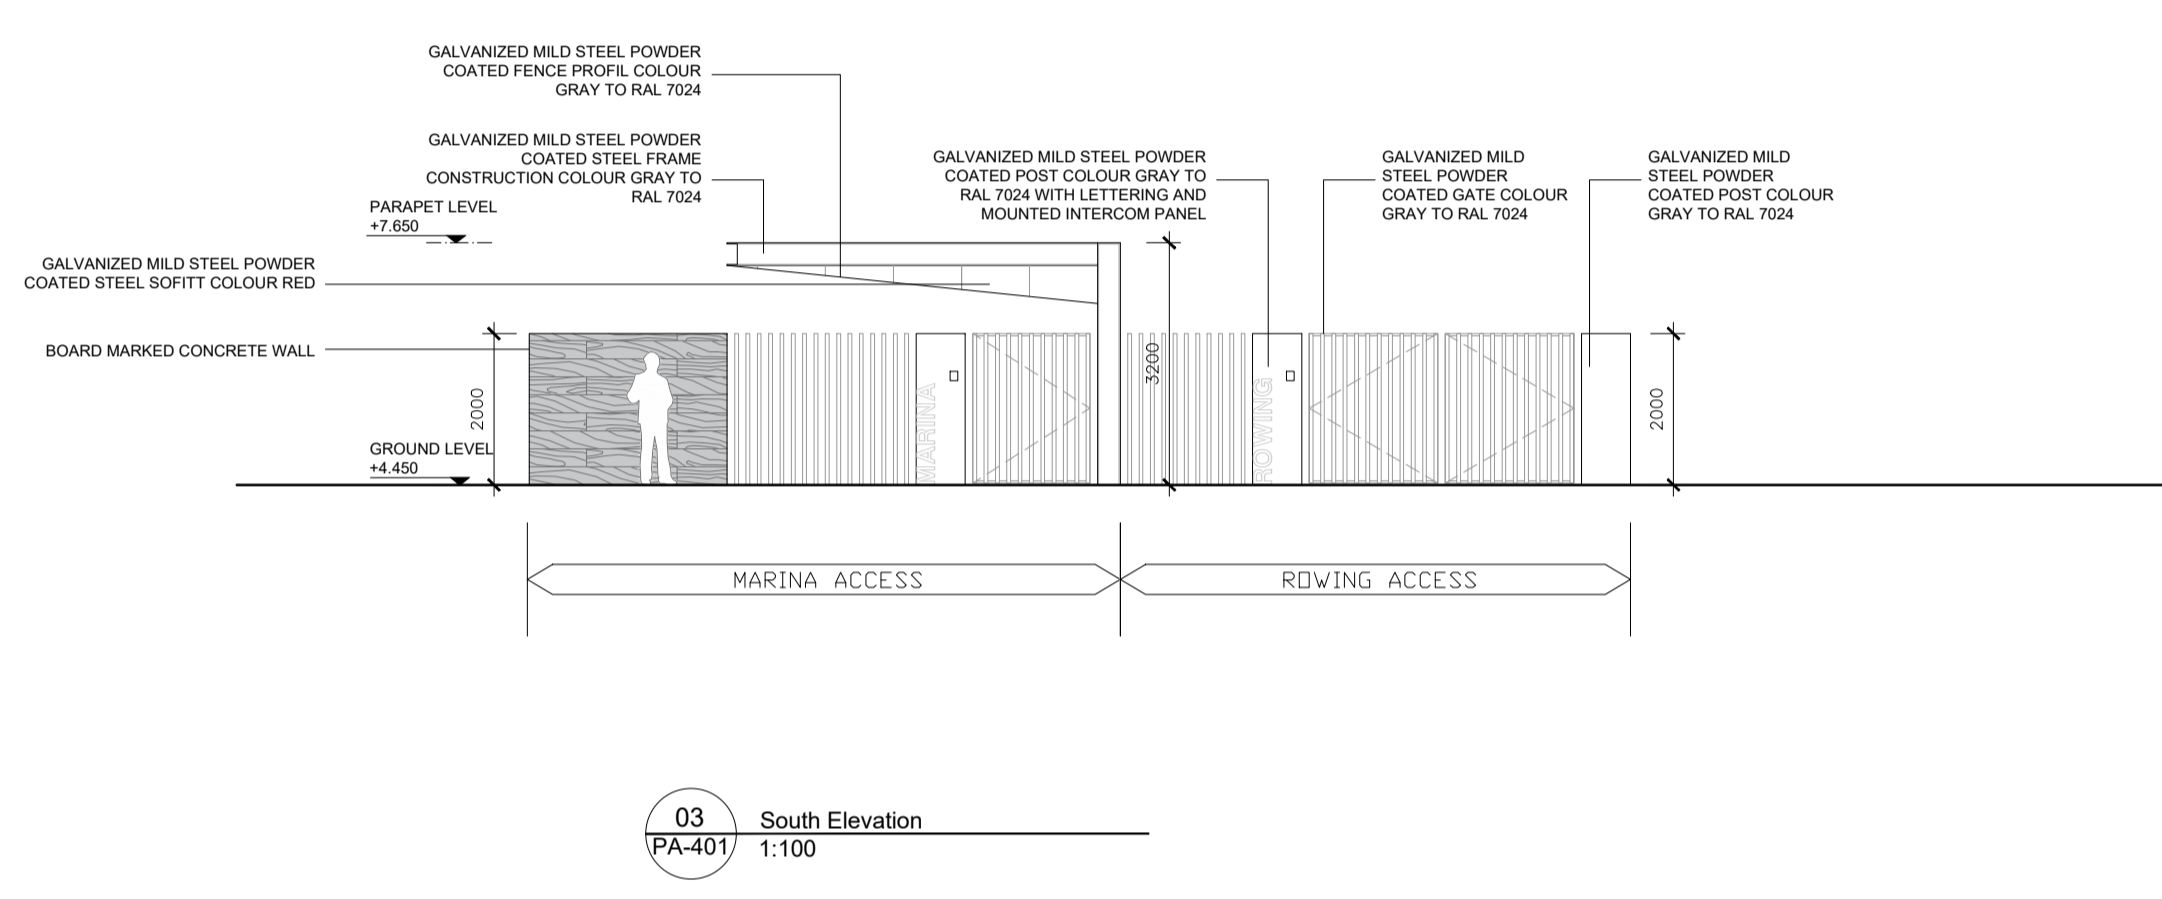 GALVANIZED MILD STEEL POWDER
COATED FENCE PROFIL COLOUR
GRAY TO RAL 7024
GALVANIZED MILD STEEL POWDER
COATED STEEL FRAME
CONSTRUCTION COLOUR GRAY TO
RAL 7024
GALVANIZED MILD STEEL POWDER
COATED POST COLOUR GRAY TO
RAL 7024 WITH LETTERING AND
MOUNTED INTERCOM PANEL
GALVANIZED MILD
STEEL POWDER
COATED GATE COLOUR
GRAY TO RAL 7024
GALVANIZED MILD
STEEL POWDER
COATED POST COLOUR
GRAY TO RAL 7024
PARAPET LEVEL
+7.650
GALVANIZED MILD STEEL POWDER
COATED STEEL SOFITT COLOUR RED
BOARD MARKED CONCRETE WALL
2000
MARINA
3200
ROWING
2000
GROUND LEVEL
+4.450
MARINA ACCESS
ROWING ACCESS
03
PA-401
South Elevation
1:100